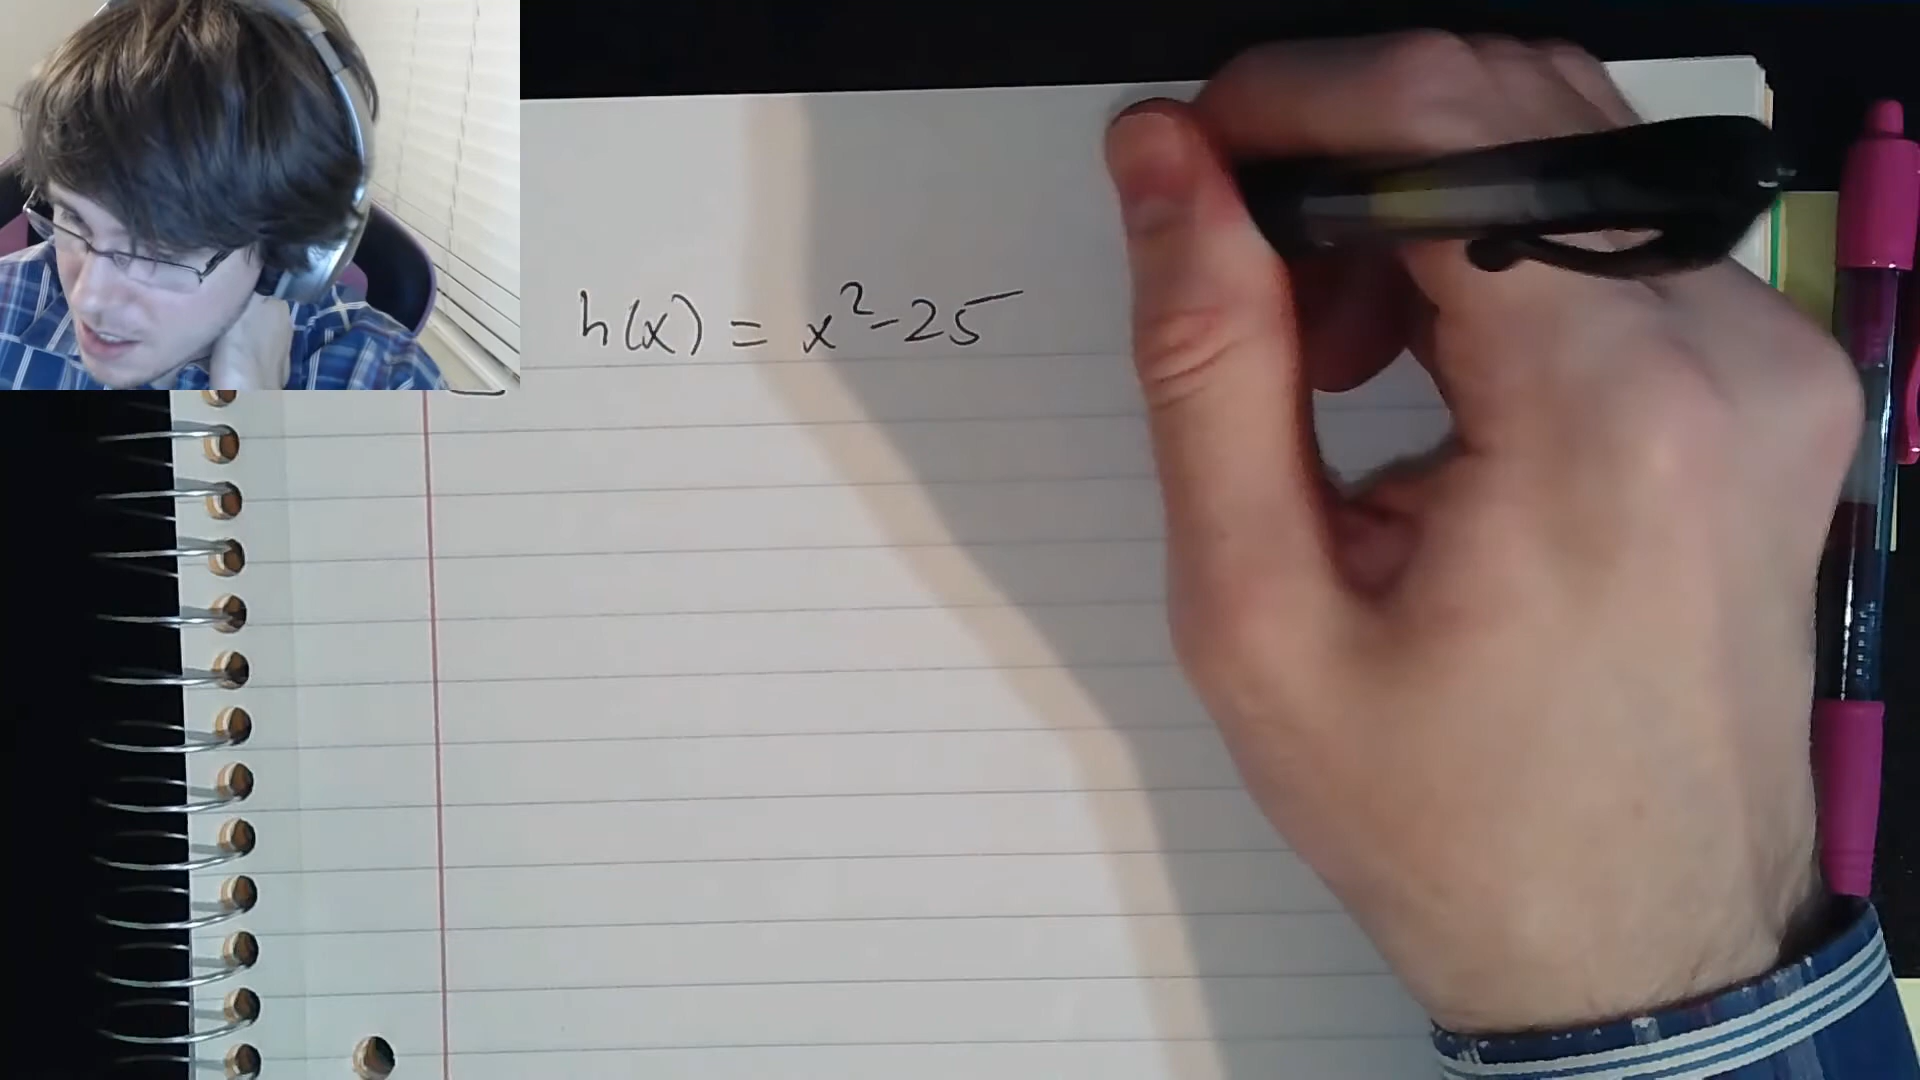 h(x) = x²-25